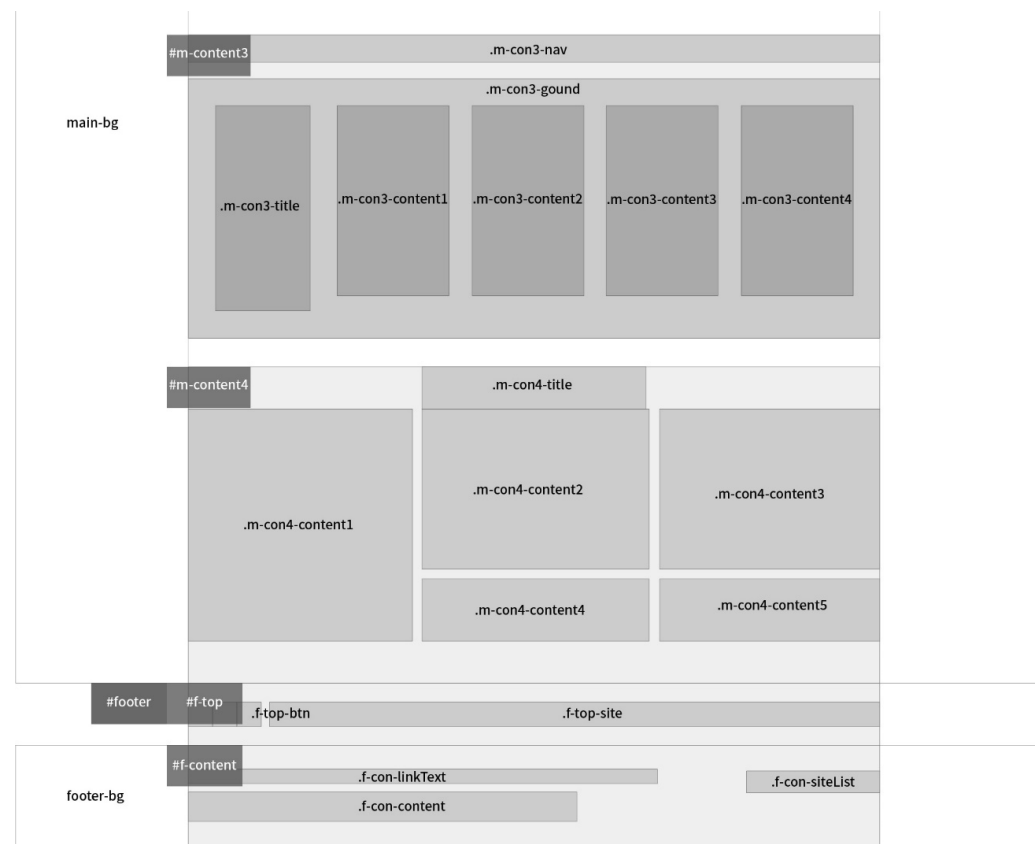 #m-content3
.m-con3-nav
.m-con3-gound
main-bg
.m-con3-title
.m-con3-content1
.m-con3-content2
.m-con3-content3
.m-con3-content4
#m-content4
.m-con4-title
.m-con4-content1
.m-con4-content2
.m-con4-content3
.m-con4-content4
.m-con4-content5
#footer
#f-top
.f-top-btn
.f-top-site
#f-content
.f-con-linkText
.f-con-siteList
footer-bg
.f-con-content